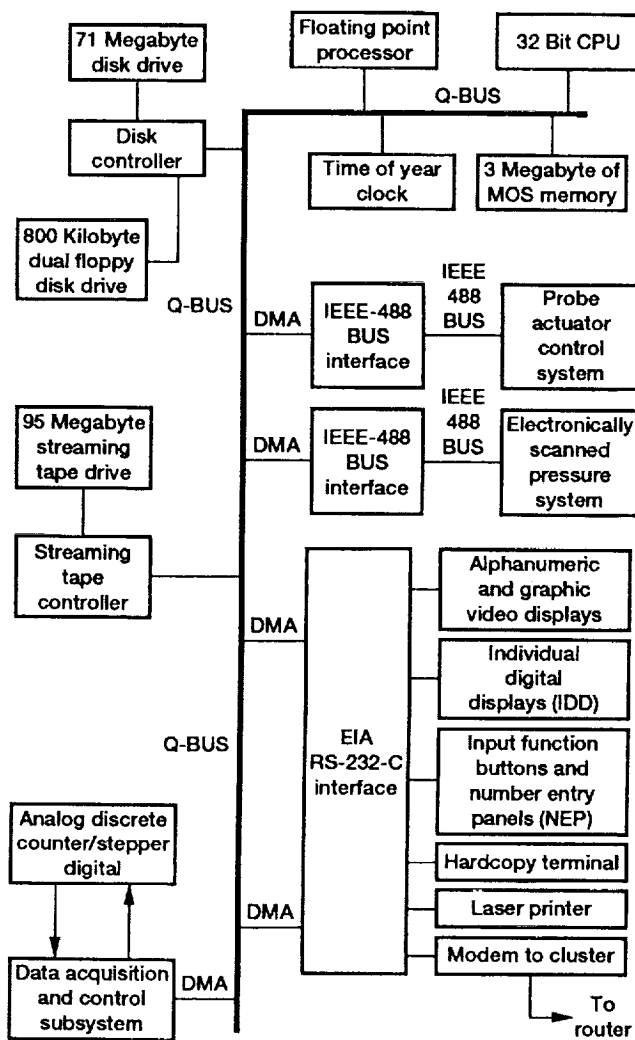 71 Megabyte
disk drive
Floating point
processor
32 Bit CPU
Q-BUS
Disk
controller
Time of year
clock
3 Megabyte of
MOS memory
800 Kilobyte
dual floppy
disk drive
Q-BUS
DMA
IEEE-488
BUS
interface
IEEE
488
BUS
Probe
actuator
control
system
95 Megabyte
streaming
tape drive
DMA
IEEE-488
BUS
interface
IEEE
488
BUS
Electronically
scanned
pressure
system
Streaming
tape
controller
DMA
EIA
RS-232-C
interface
Alphanumeric
and graphic
video displays
Individual
digital
displays (IDD)
Q-BUS
Input function
buttons and
number entry
panels (NEP)
Analog discrete
counter/stepper
digital
Hardcopy terminal
DMA
Laser printer
Modem to cluster
Data acquisition
and control
subsystem
DMA
To
router